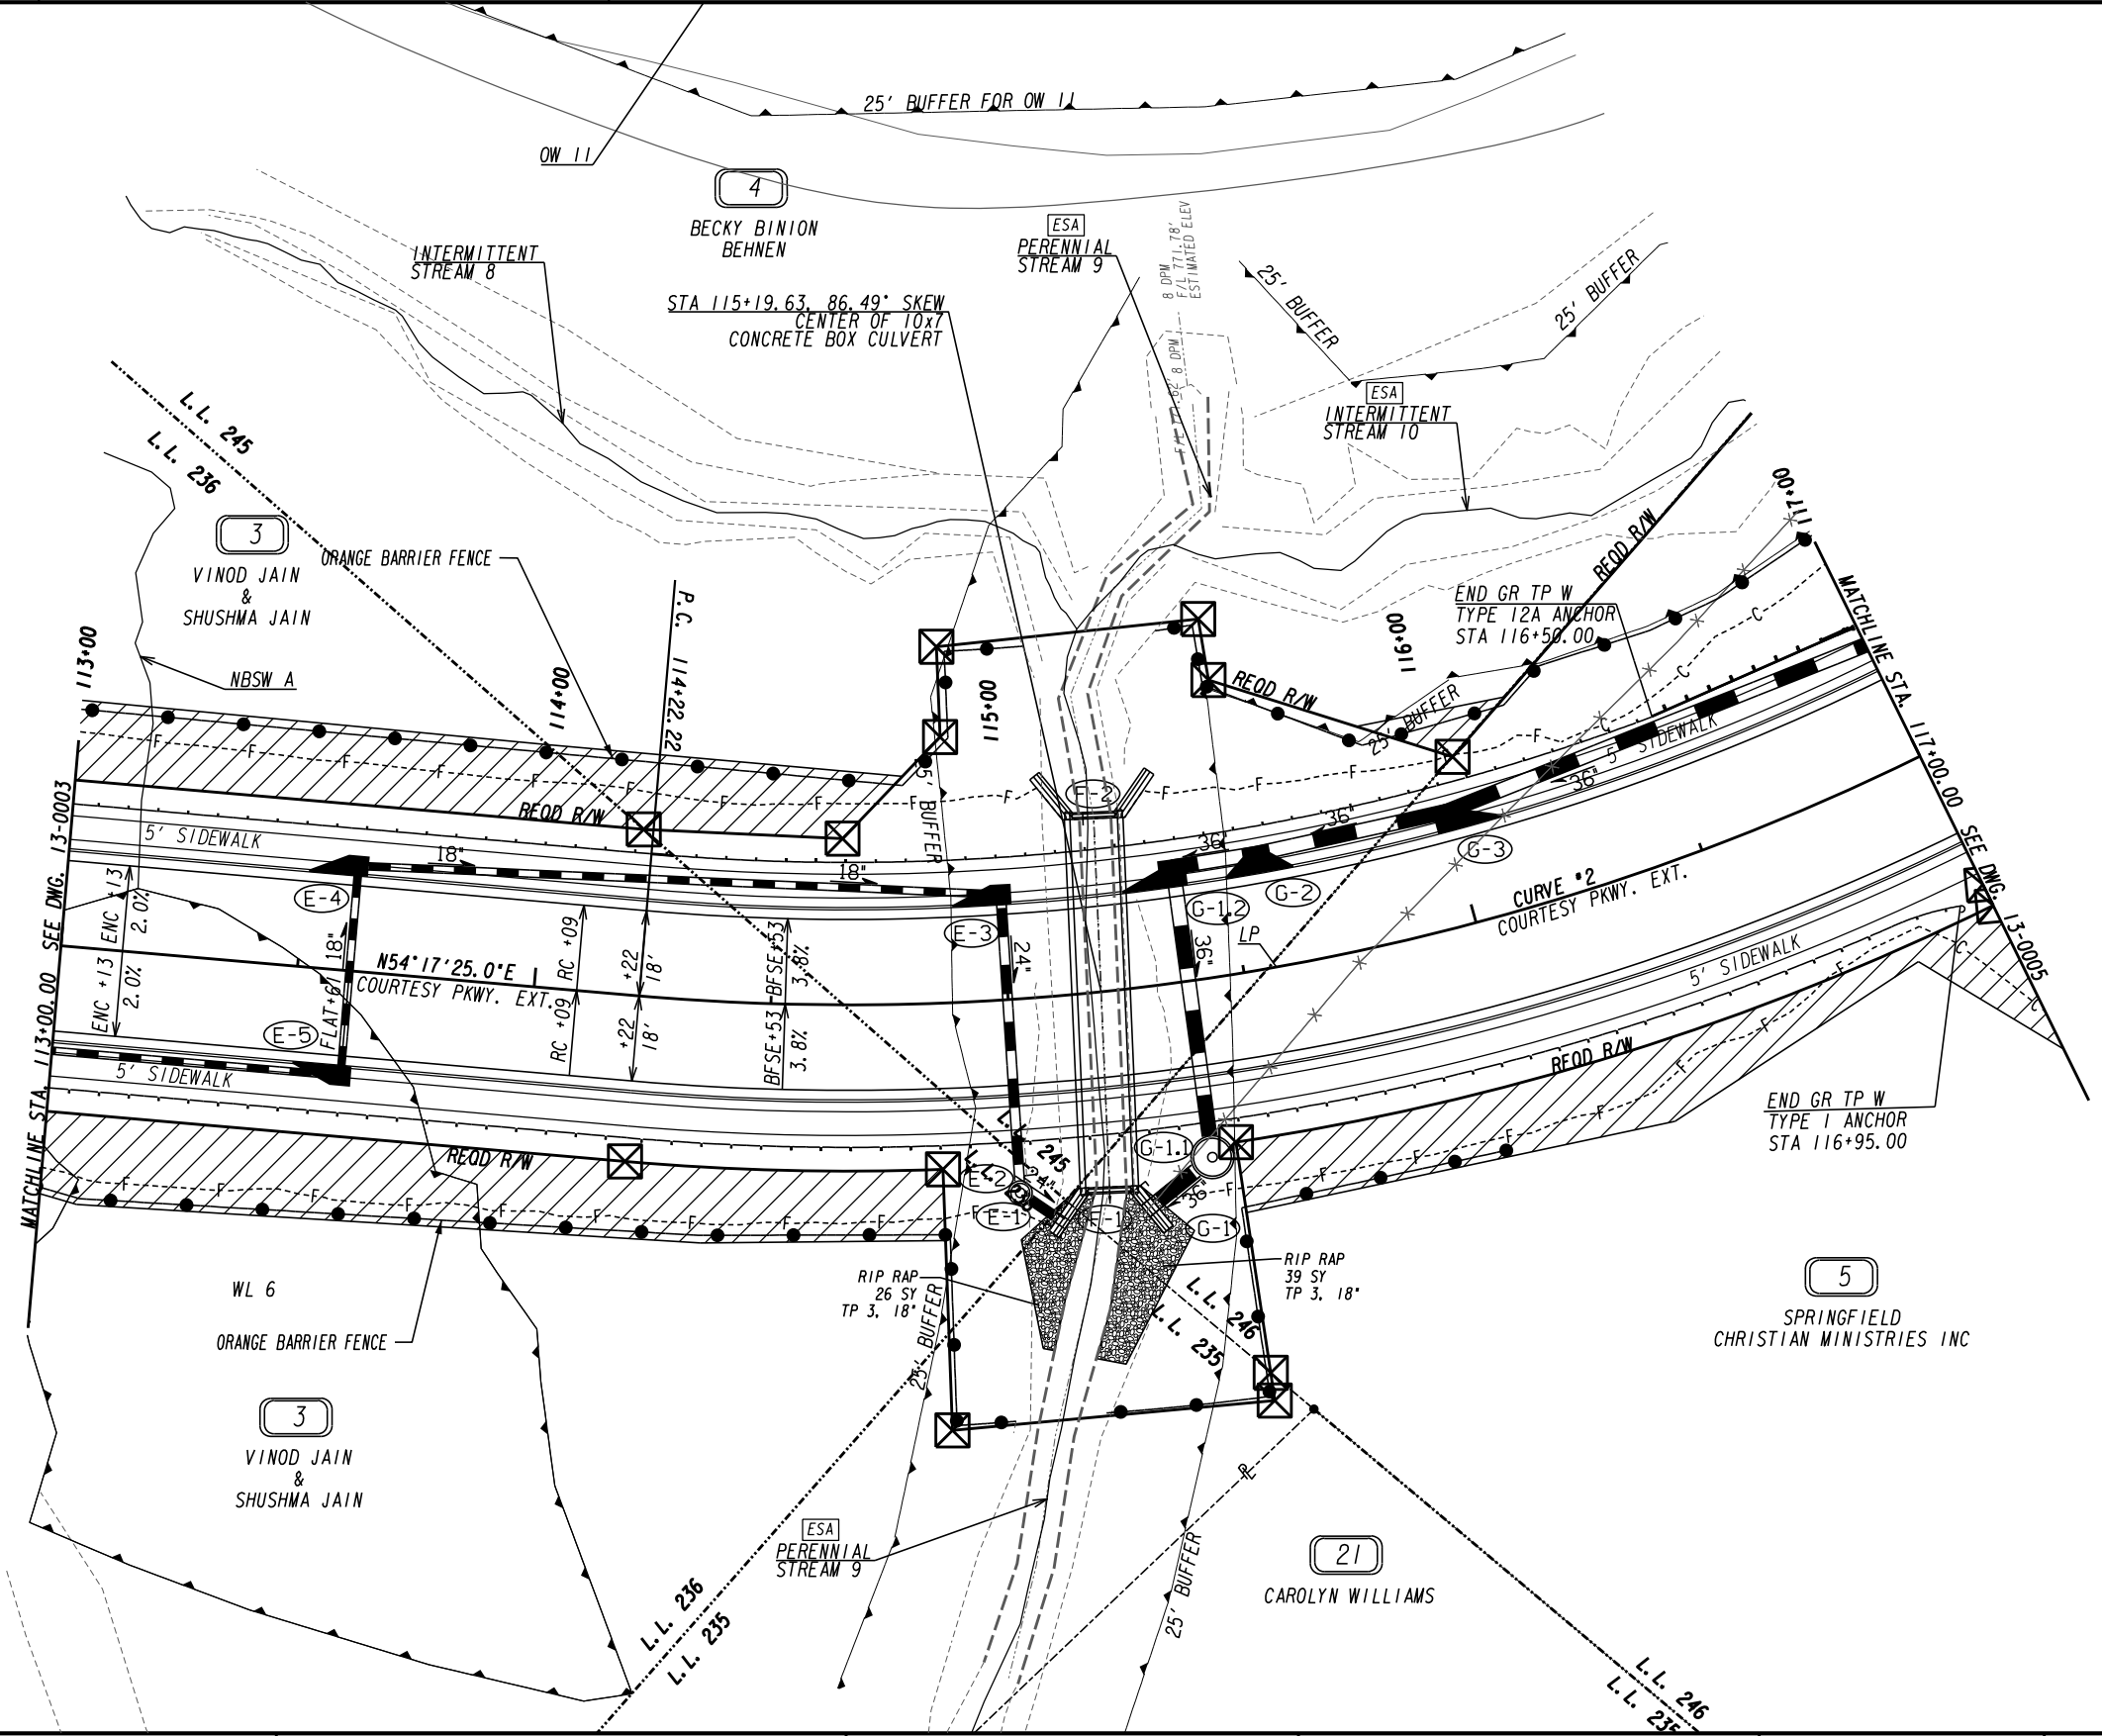 25' BUFFER FOR OW 11
OW 11
4
BECKY BINION
BEHNEN
ESA
PERENNIAL
STREAM 9
8 DPM
F/L 771.78'
ESTIMATED ELEV
INTERMITTENT
STREAM 8
25' BUFFER
25' BUFFER
STA 115+19.63, 86.49° SKEW
CENTER OF 10x7
CONCRETE BOX CULVERT
8 DPM
ESA
INTERMITTENT
STREAM 10
L.L. 245
L.L. 236
3
VINOD JAIN
&
SHUSHMA JAIN
ORANGE BARRIER FENCE
117+00
REQD R/W
END GR TP W
TYPE 12A ANCHOR
STA 116+50.00
MATCHLINE STA. 117+00.00 SEE DWG. 13-0005
113+00
NBSW A
114+00
P.C. 114+22.22
115+00
116+00
REQD R/W
25' BUFFER
F F F F F F F F F F F F F
C C C
5' SIDEWALK
REQD R/W
5' SIDEWALK
25' BUFFER
E-2
36"
36"
36"
18"
18"
G-3
G-2
G-1.2
E-4
E-3
LP
CURVE #2
COURTESY PKWY. EXT.
MATCHLINE STA. 113+00.00 SEE DWG. 13-0003
ENC +13 ENC +13
2.0% 2.0%
N54°17'25.0"E
COURTESY PKWY. EXT.
FLAT+61 18"
RC +09 RC +09
+22 +22
18' 18'
BFSE+53 BFSE+53
3.8% 3.8%
24"
36"
5' SIDEWALK
E-5
5' SIDEWALK
REQD R/W
END GR TP W
TYPE 1 ANCHOR
STA 116+95.00
REQD R/W
L.L. 245
L.L.
G-1.1
E-2
24"
36"
E-1
E-1
G-1
F F F F F F F F F F F F F F F F
C C
WL 6
ORANGE BARRIER FENCE
RIP RAP
26 SY
TP 3, 18"
RIP RAP
39 SY
TP 3, 18"
25' BUFFER
L.L. 246
L.L. 235
5
SPRINGFIELD
CHRISTIAN MINISTRIES INC
3
VINOD JAIN
&
SHUSHMA JAIN
ESA
PERENNIAL
STREAM 9
PL
25' BUFFER
21
CAROLYN WILLIAMS
L.L. 236
L.L. 235
L.L. 246
L.L. 235